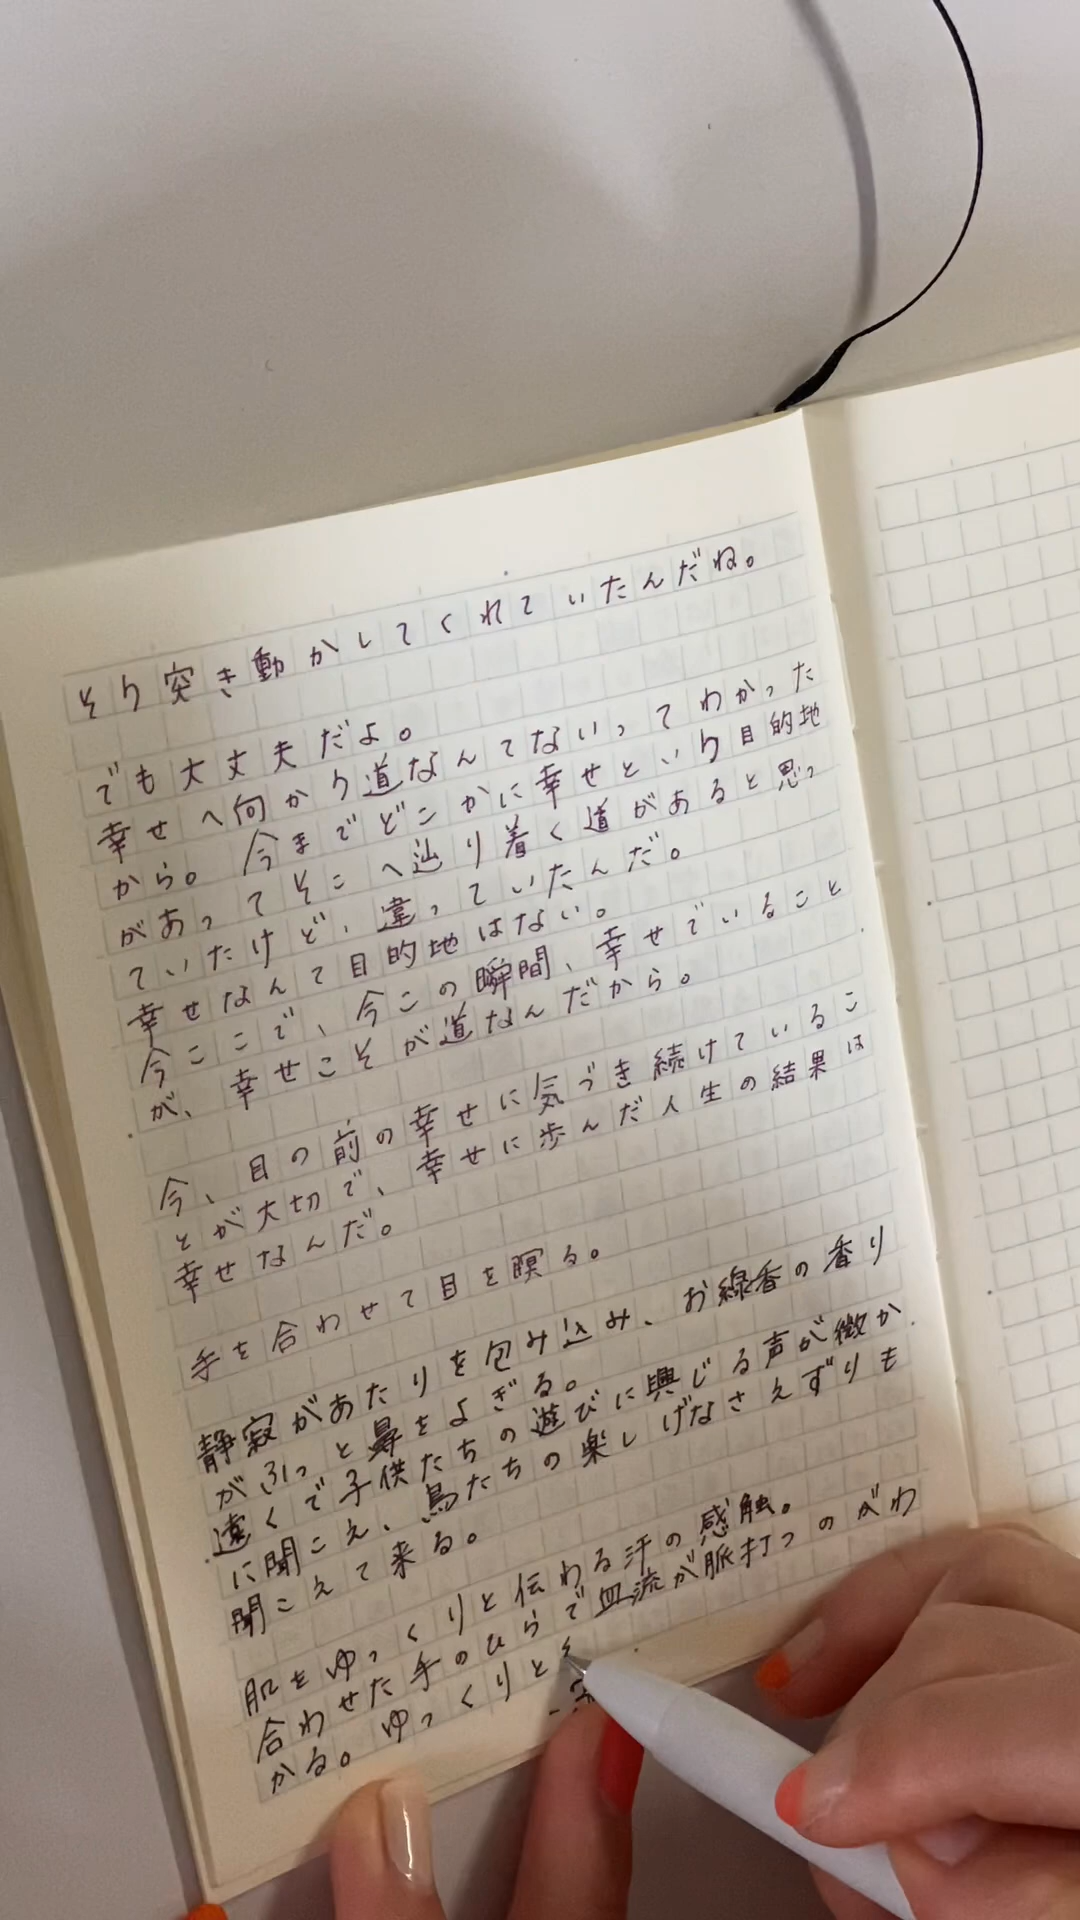 そう突き動かしてくれていたんだね。
でも大丈夫だよ。
幸せへ向かう道なんてないってわかった
から。今までどこかに幸せという目的地
があってそこへ辿り着く道があると思っ
ていたけど、違っていたんだ。
幸せなんて目的地はない。
今ここで、今この瞬間、幸せでいること
が、幸せこそが道なんだから。
今、目の前の幸せに気づき続けているこ
とが大切で、幸せに歩んだ人生の結果は
幸せなんだ。
手を合わせて目を瞑る。
静寂があたりを包み込み、お線香の香り
がふっと鼻をよぎる。
遠くで子供たちの遊びに興じる声が微か
に聞こえ、鳥たちの楽しげなさえずりも
聞こえて来る。
肌をゆっくりと伝わる汗の感触。
合わせた手のひらで血流が脈打つのがわ
かる。ゆっくりと